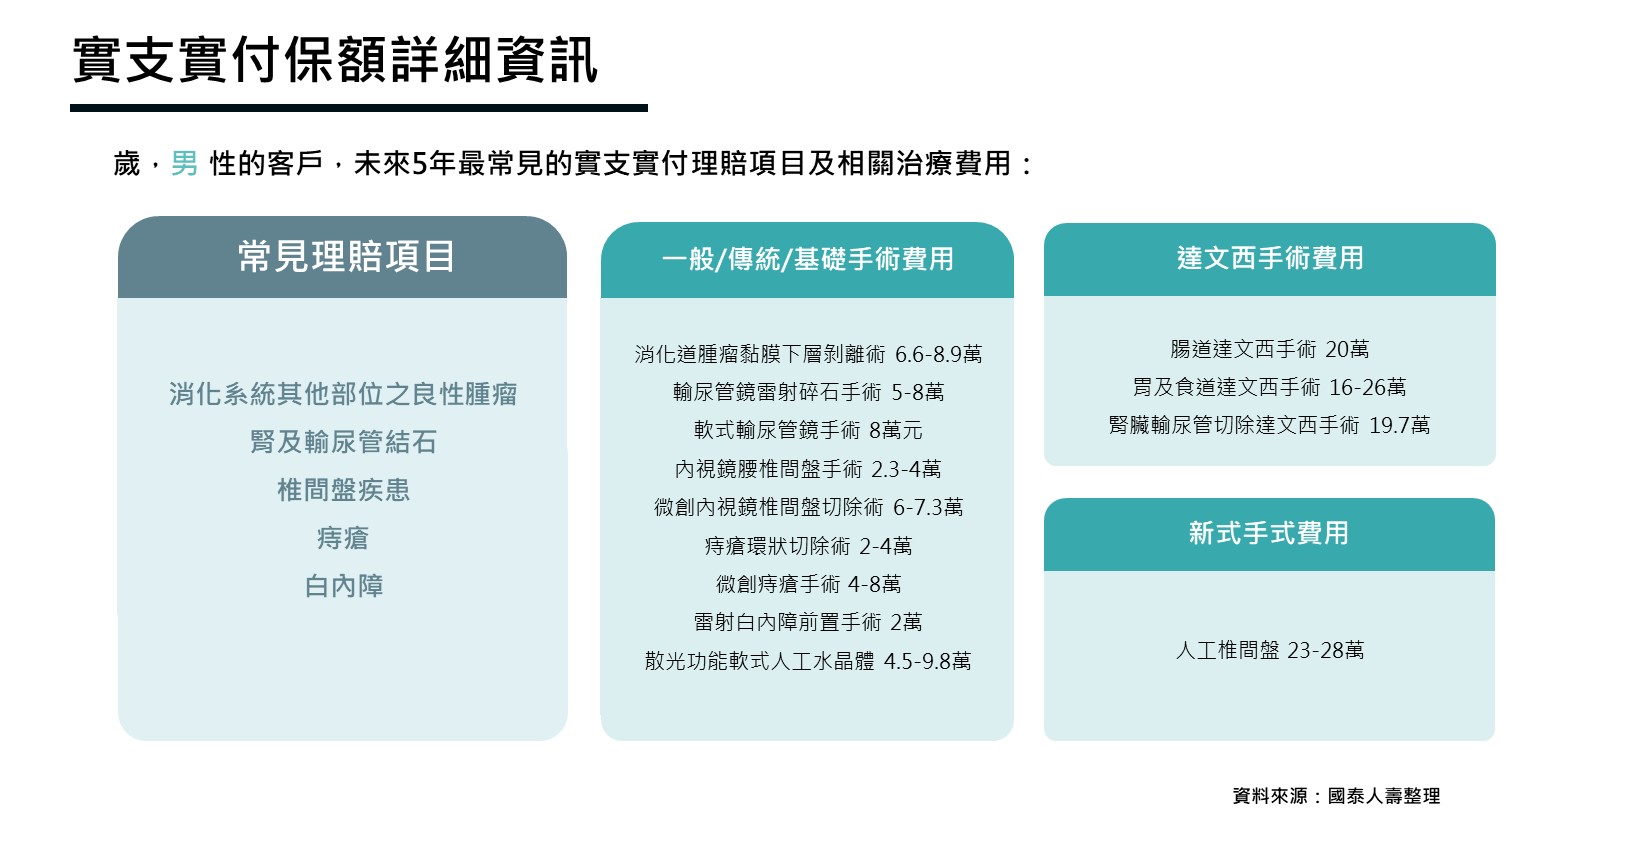 實支實付保額詳細資訊
歲，男 性的客戶，未來5年最常見的實支實付理賠項目及相關治療費用：
常見理賠項目
消化系統其他部位之良性腫瘤
腎及輸尿管結石
椎間盤疾患
痔瘡
白內障
一般/傳統/基礎手術費用
消化道腫瘤黏膜下層剝離術 6.6-8.9萬
輸尿管鏡雷射碎石手術 5-8萬
軟式輸尿管鏡手術 8萬元
內視鏡腰椎間盤手術 2.3-4萬
微創內視鏡椎間盤切除術 6-7.3萬
痔瘡環狀切除術 2-4萬
微創痔瘡手術 4-8萬
雷射白內障前置手術 2萬
散光功能軟式人工水晶體 4.5-9.8萬
達文西手術費用
腸道達文西手術 20萬
胃及食道達文西手術 16-26萬
腎臟輸尿管切除達文西手術 19.7萬
新式手式費用
人工椎間盤 23-28萬
資料來源：國泰人壽整理